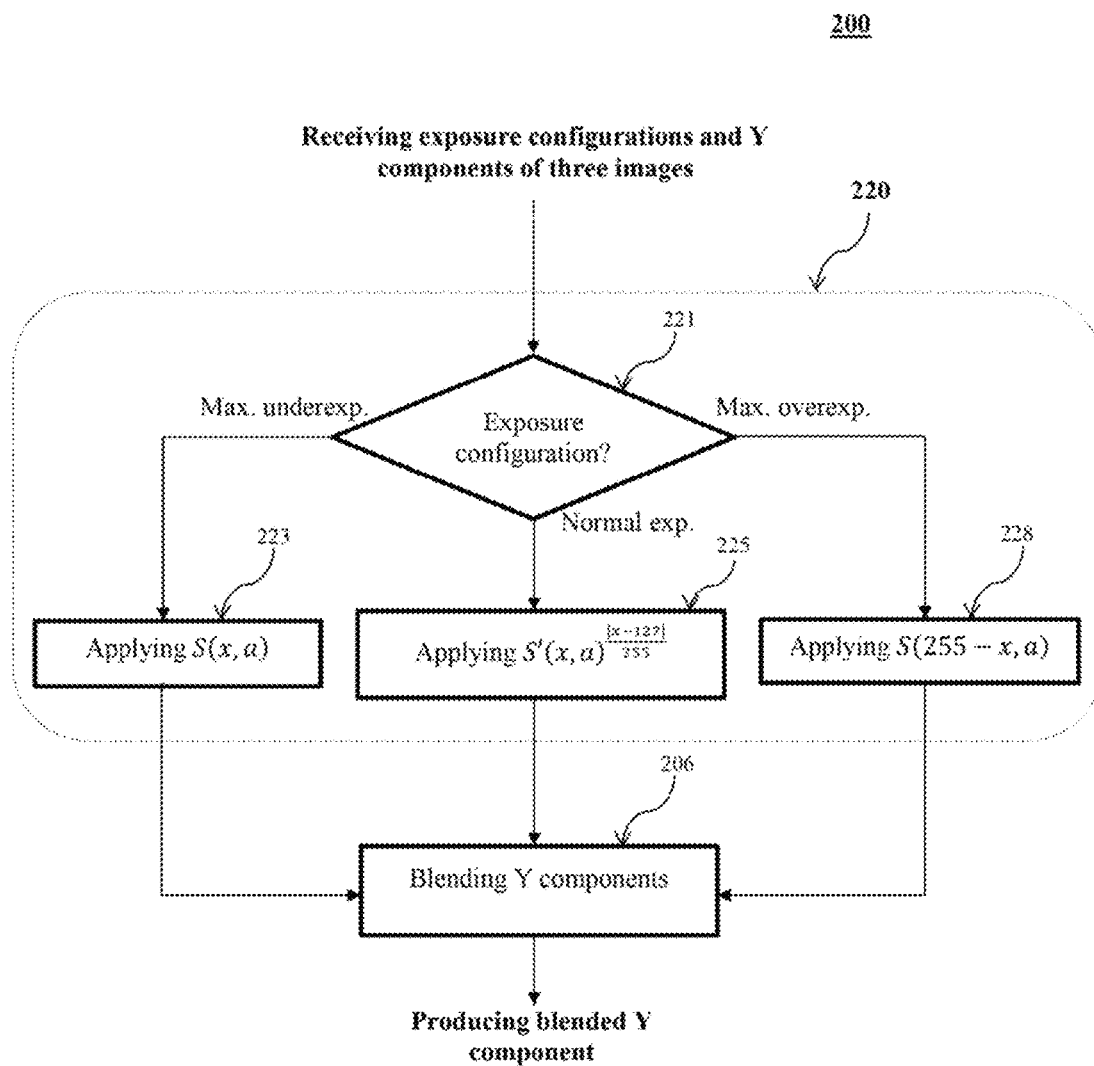 200
Receiving exposure configurations and Y
components of three images
220
221
Max. underexp.
Max. overexp.
Exposure
configuration?
Normal exp.
223
225
228
Applying S(x, a)
Applying S′(x, a)^(|x−127|/255)
Applying S(255 − x, a)
206
Blending Y components
Producing blended Y
component